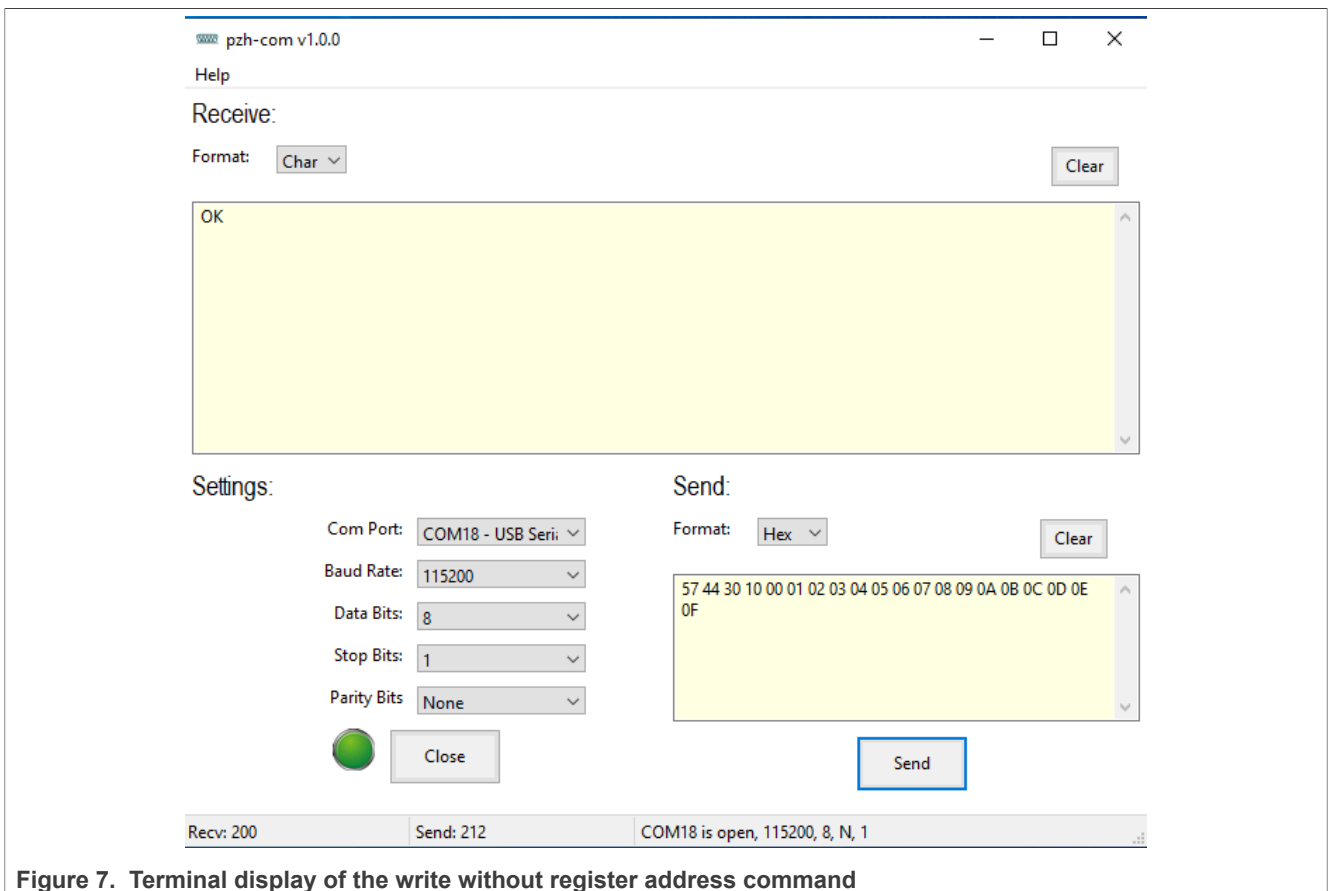 pzh-com v1.0.0
Help
Receive:
Format: Char Clear
OK
Settings: Send:
Com Port: COM18 - USB Seri
Format: Hex Clear
Baud Rate: 115200
57 44 30 10 00 01 02 03 04 05 06 07 08 09 0A 0B 0C 0D 0E
0F
Data Bits: 8
Stop Bits: 1
Parity Bits None
Close Send
Recv: 200 Send: 212 COM18 is open, 115200, 8, N, 1
Figure 7. Terminal display of the write without register address command